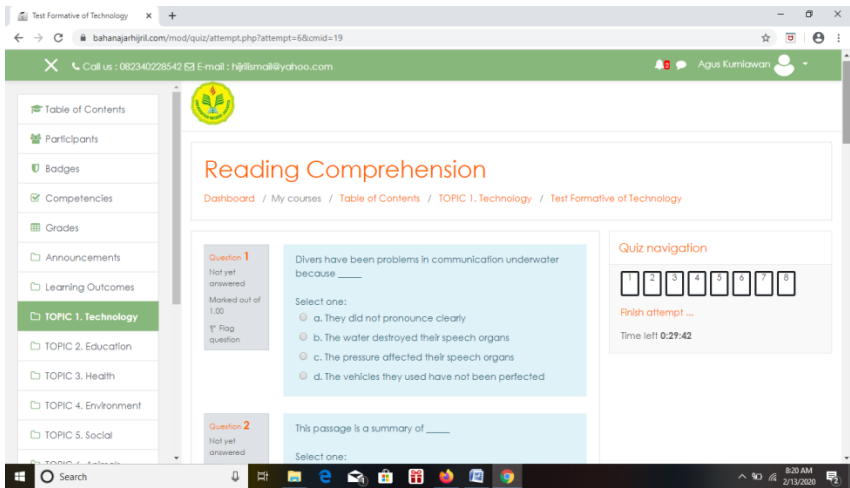 Test Formative of Technology
bahanajarhijril.com/mod/quiz/attempt.php?attempt=6&cmid=19
Call us : 082340228542 E-mail : hijrilismail@yahoo.com
2
Agus Kurniawan
Table of Contents
Participants
Badges
Competencies
Grades
Announcements
Learning Outcomes
TOPIC 1. Technology
TOPIC 2. Education
TOPIC 3. Health
TOPIC 4. Environment
TOPIC 5. Social
Reading Comprehension
Dashboard / My courses / Table of Contents / TOPIC 1. Technology / Test Formative of Technology
Question 1
Not yet answered
Marked out of 1.00
Flag question
Divers have been problems in communication underwater
because _____
Select one:
a. They did not pronounce clearly
b. The water destroyed their speech organs
c. The pressure affected their speech organs
d. The vehicles they used have not been perfected
Question 2
Not yet answered
This passage is a summary of _____
Select one:
Quiz navigation
1 2 3 4 5 6 7 8
Finish attempt ...
Time left 0:29:42
Search
8:20 AM
2/13/2020